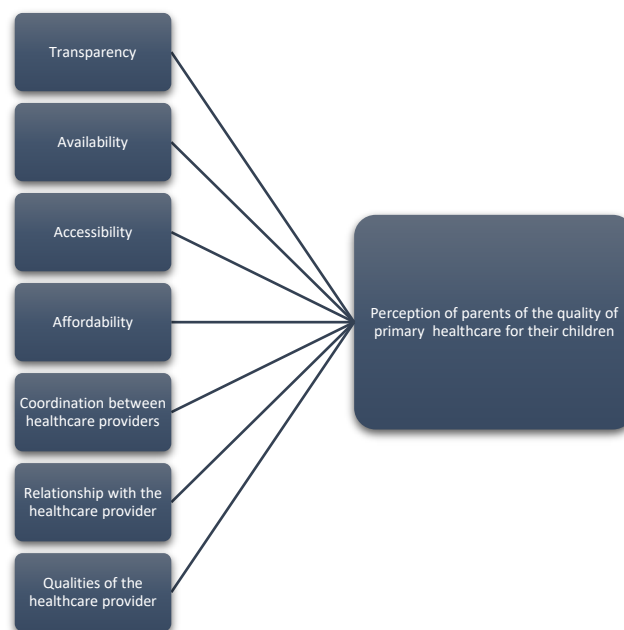 Transparency
Availability
Accessibility
Affordability
Coordination between
healthcare providers
Relationship with the
healthcare provider
Qualities of the
healthcare provider
Perception of parents of the quality of
primary healthcare for their children